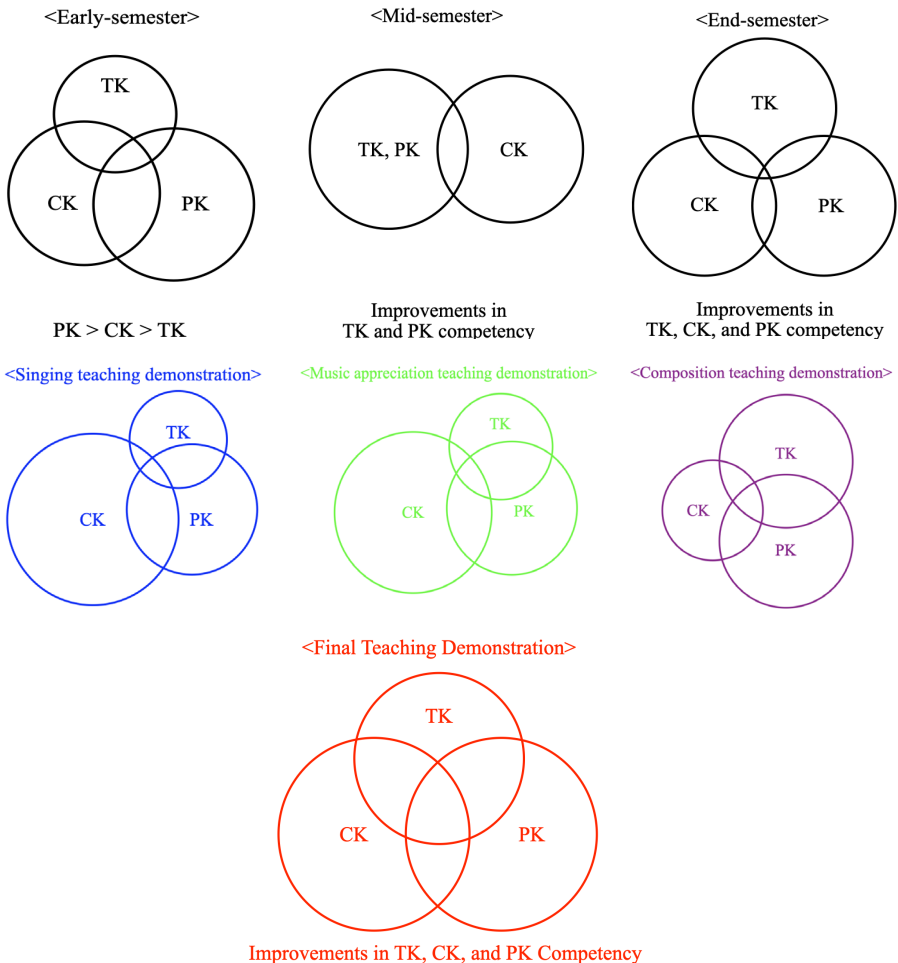 <Early-semester>
<Mid-semester>
<End-semester>
TK
CK
PK
TK, PK
CK
TK
CK
PK
PK > CK > TK
Improvements in
TK and PK competency
Improvements in
TK, CK, and PK competency
<Singing teaching demonstration>
<Music appreciation teaching demonstration>
<Composition teaching demonstration>
TK
CK
PK
TK
CK
PK
TK
CK
PK
<Final Teaching Demonstration>
TK
CK
PK
Improvements in TK, CK, and PK Competency